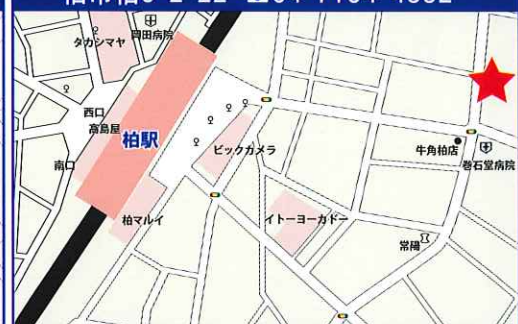 タカシマヤ
岡田病院
西口
髙島屋
柏駅
南口
ビックカメラ
牛角柏店
巻石堂病院
柏マルイ
イトーヨーカドー
常陽